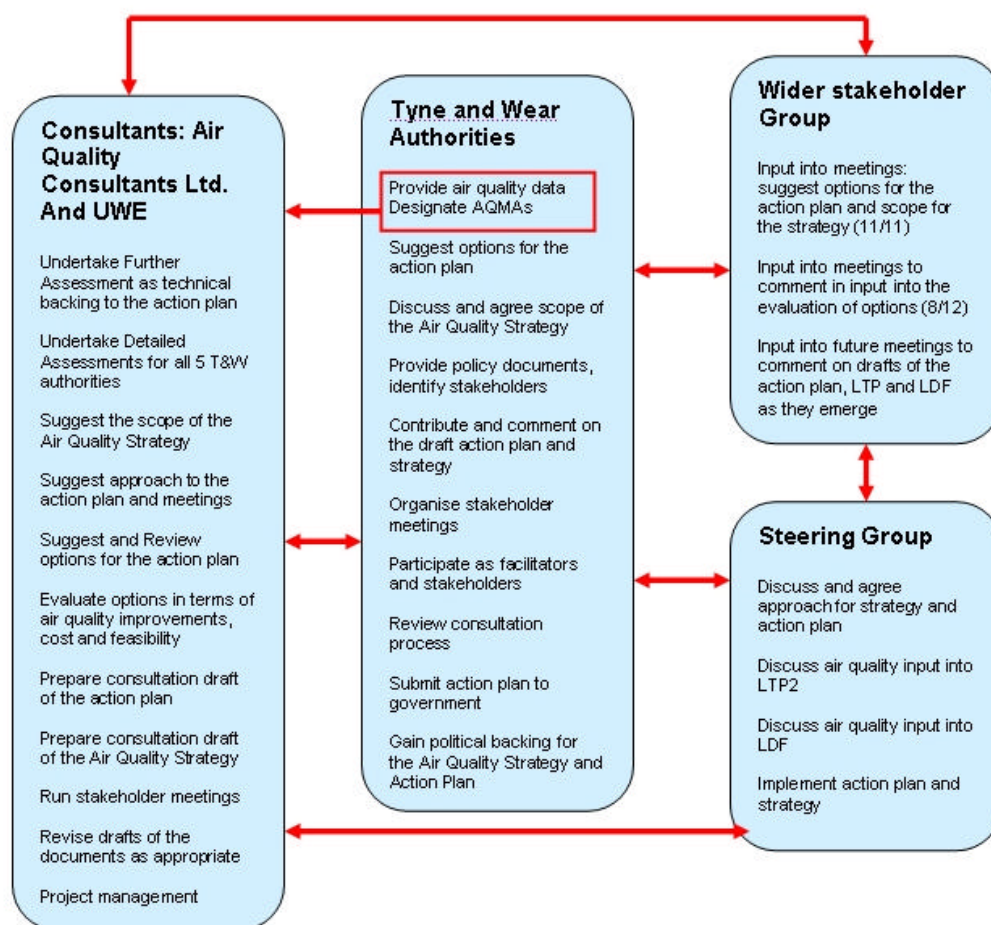 Consultants: Air
Quality
Consultants Ltd.
And UWE
Undertake Further
Assessment as technical
backing to the action plan
Undertake Detailed
Assessments for all 5 T&W
authorities
Suggest the scope of the
Air Quality Strategy
Suggest approach to the
action plan and meetings
Suggest and Review
options for the action plan
Evaluate options in terms of
air quality improvements,
cost and feasibility
Prepare consultation draft
of the action plan
Prepare consultation draft
of the Air Quality Strategy
Run stakeholder meetings
Revise drafts of the
documents as appropriate
Project management
Tyne and Wear
Authorities
Provide air quality data
Designate AQMAs
Suggest options for the
action plan
Discuss and agree scope of
the Air Quality Strategy
Provide policy documents,
identify stakeholders
Contribute and comment on
the draft action plan and
strategy
Organise stakeholder
meetings
Participate as facilitators
and stakeholders
Review consultation
process
Submit action plan to
government
Gain political backing for
the Air Quality Strategy and
Action Plan
Wider stakeholder
Group
Input into meetings:
suggest options for the
action plan and scope for
the strategy (11/11)
Input into meetings to
comment in input into the
evaluation of options (8/12)
Input into future meetings to
comment on drafts of the
action plan, LTP and LDF
as they emerge
Steering Group
Discuss and agree
approach for strategy and
action plan
Discuss air quality input into
LTP2
Discuss air quality input into
LDF
Implement action plan and
strategy